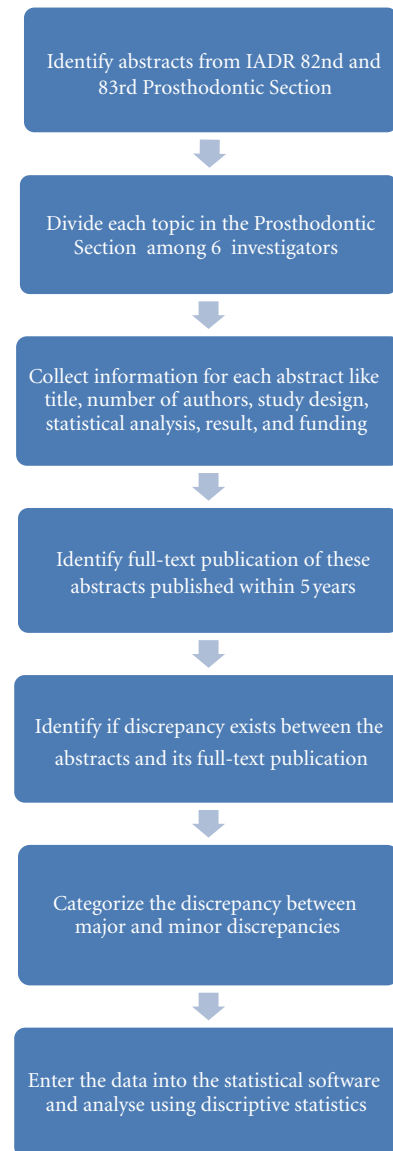 Identify abstracts from IADR 82nd and
83rd Prosthodontic Section
Divide each topic in the Prosthodontic
Section among 6 investigators
Collect information for each abstract like
title, number of authors, study design,
statistical analysis, result, and funding
Identify full-text publication of these
abstracts published within 5 years
Identify if discrepancy exists between the
abstracts and its full-text publication
Categorize the discrepancy between
major and minor discrepancies
Enter the data into the statistical software
and analyse using discriptive statistics